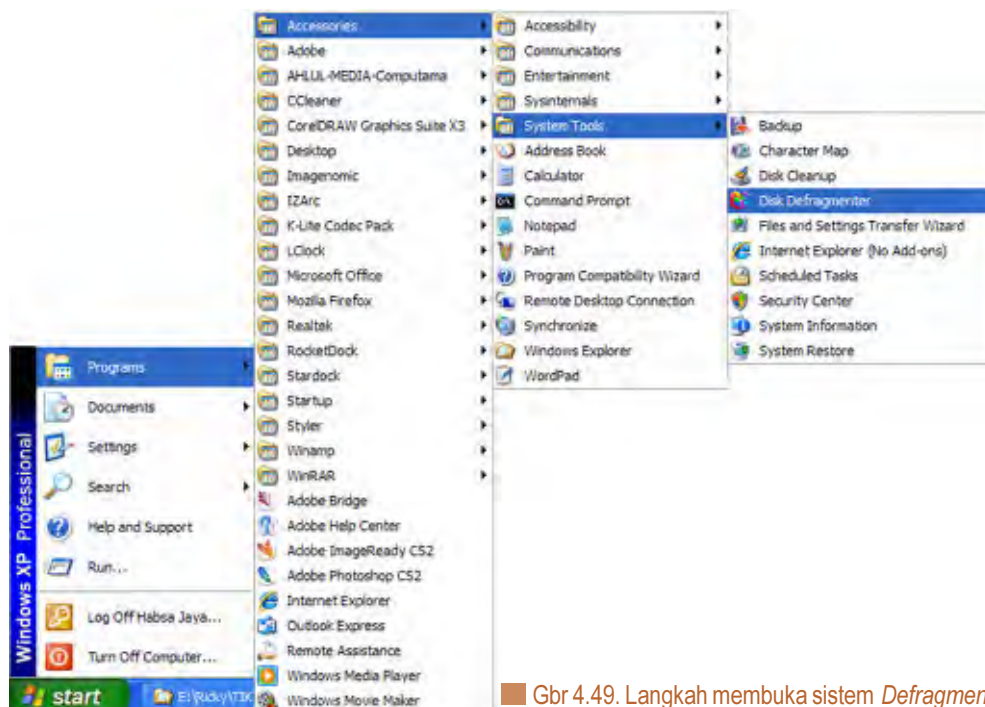 Accessories
Adobe
AHLUL-MEDIA-Computama
CCleaner
CorelDRAW Graphics Suite X3
Desktop
Imagenomic
IZArc
K-Lite Codec Pack
LClock
Microsoft Office
Mozilla Firefox
Realtek
RocketDock
Stardock
Startup
Styler
Winamp
WinRAR
Adobe Bridge
Adobe Help Center
Adobe ImageReady CS2
Adobe Photoshop CS2
Internet Explorer
Outlook Express
Remote Assistance
Windows Media Player
Windows Movie Maker
Accessibility
Communications
Entertainment
Sysinternals
System Tools
Address Book
Calculator
Command Prompt
Notepad
Paint
Program Compatibility Wizard
Remote Desktop Connection
Synchronize
Windows Explorer
WordPad
Backup
Character Map
Disk Cleanup
Disk Defragmenter
Files and Settings Transfer Wizard
Internet Explorer (No Add-ons)
Scheduled Tasks
Security Center
System Information
System Restore
Programs
Documents
Settings
Search
Help and Support
Run...
Log Off Habsa Jaya...
Turn Off Computer...
Windows XP Professional
start
E:\Ricky\TIK
Gbr 4.49. Langkah membuka sistem Defragmen